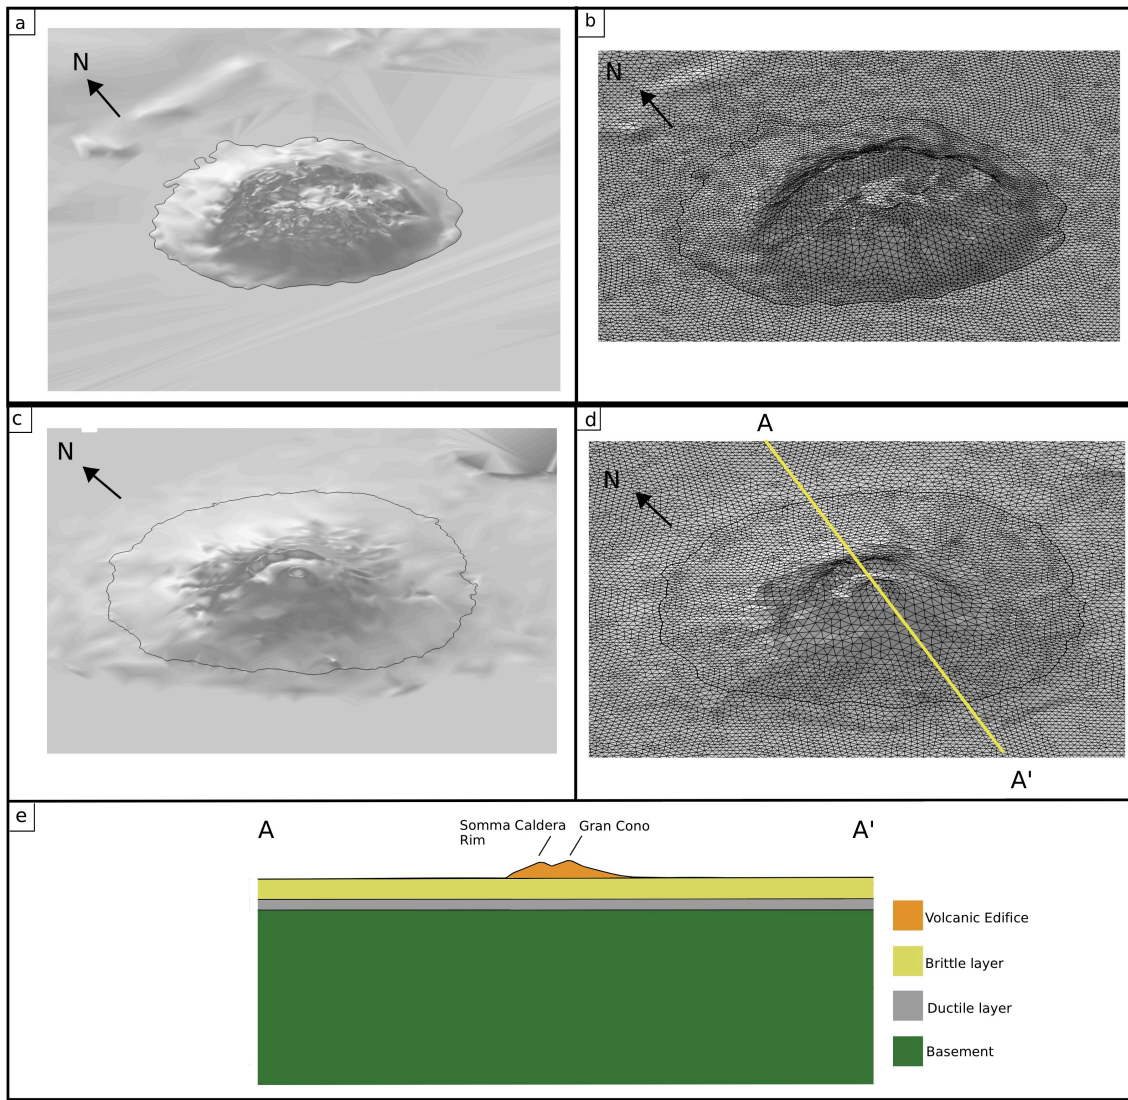 a
N
b
N
c
N
d
A
N
A'
e
A
Somma Caldera
Rim
Gran Cono
A'
Volcanic Edifice
Brittle layer
Ductile layer
Basement